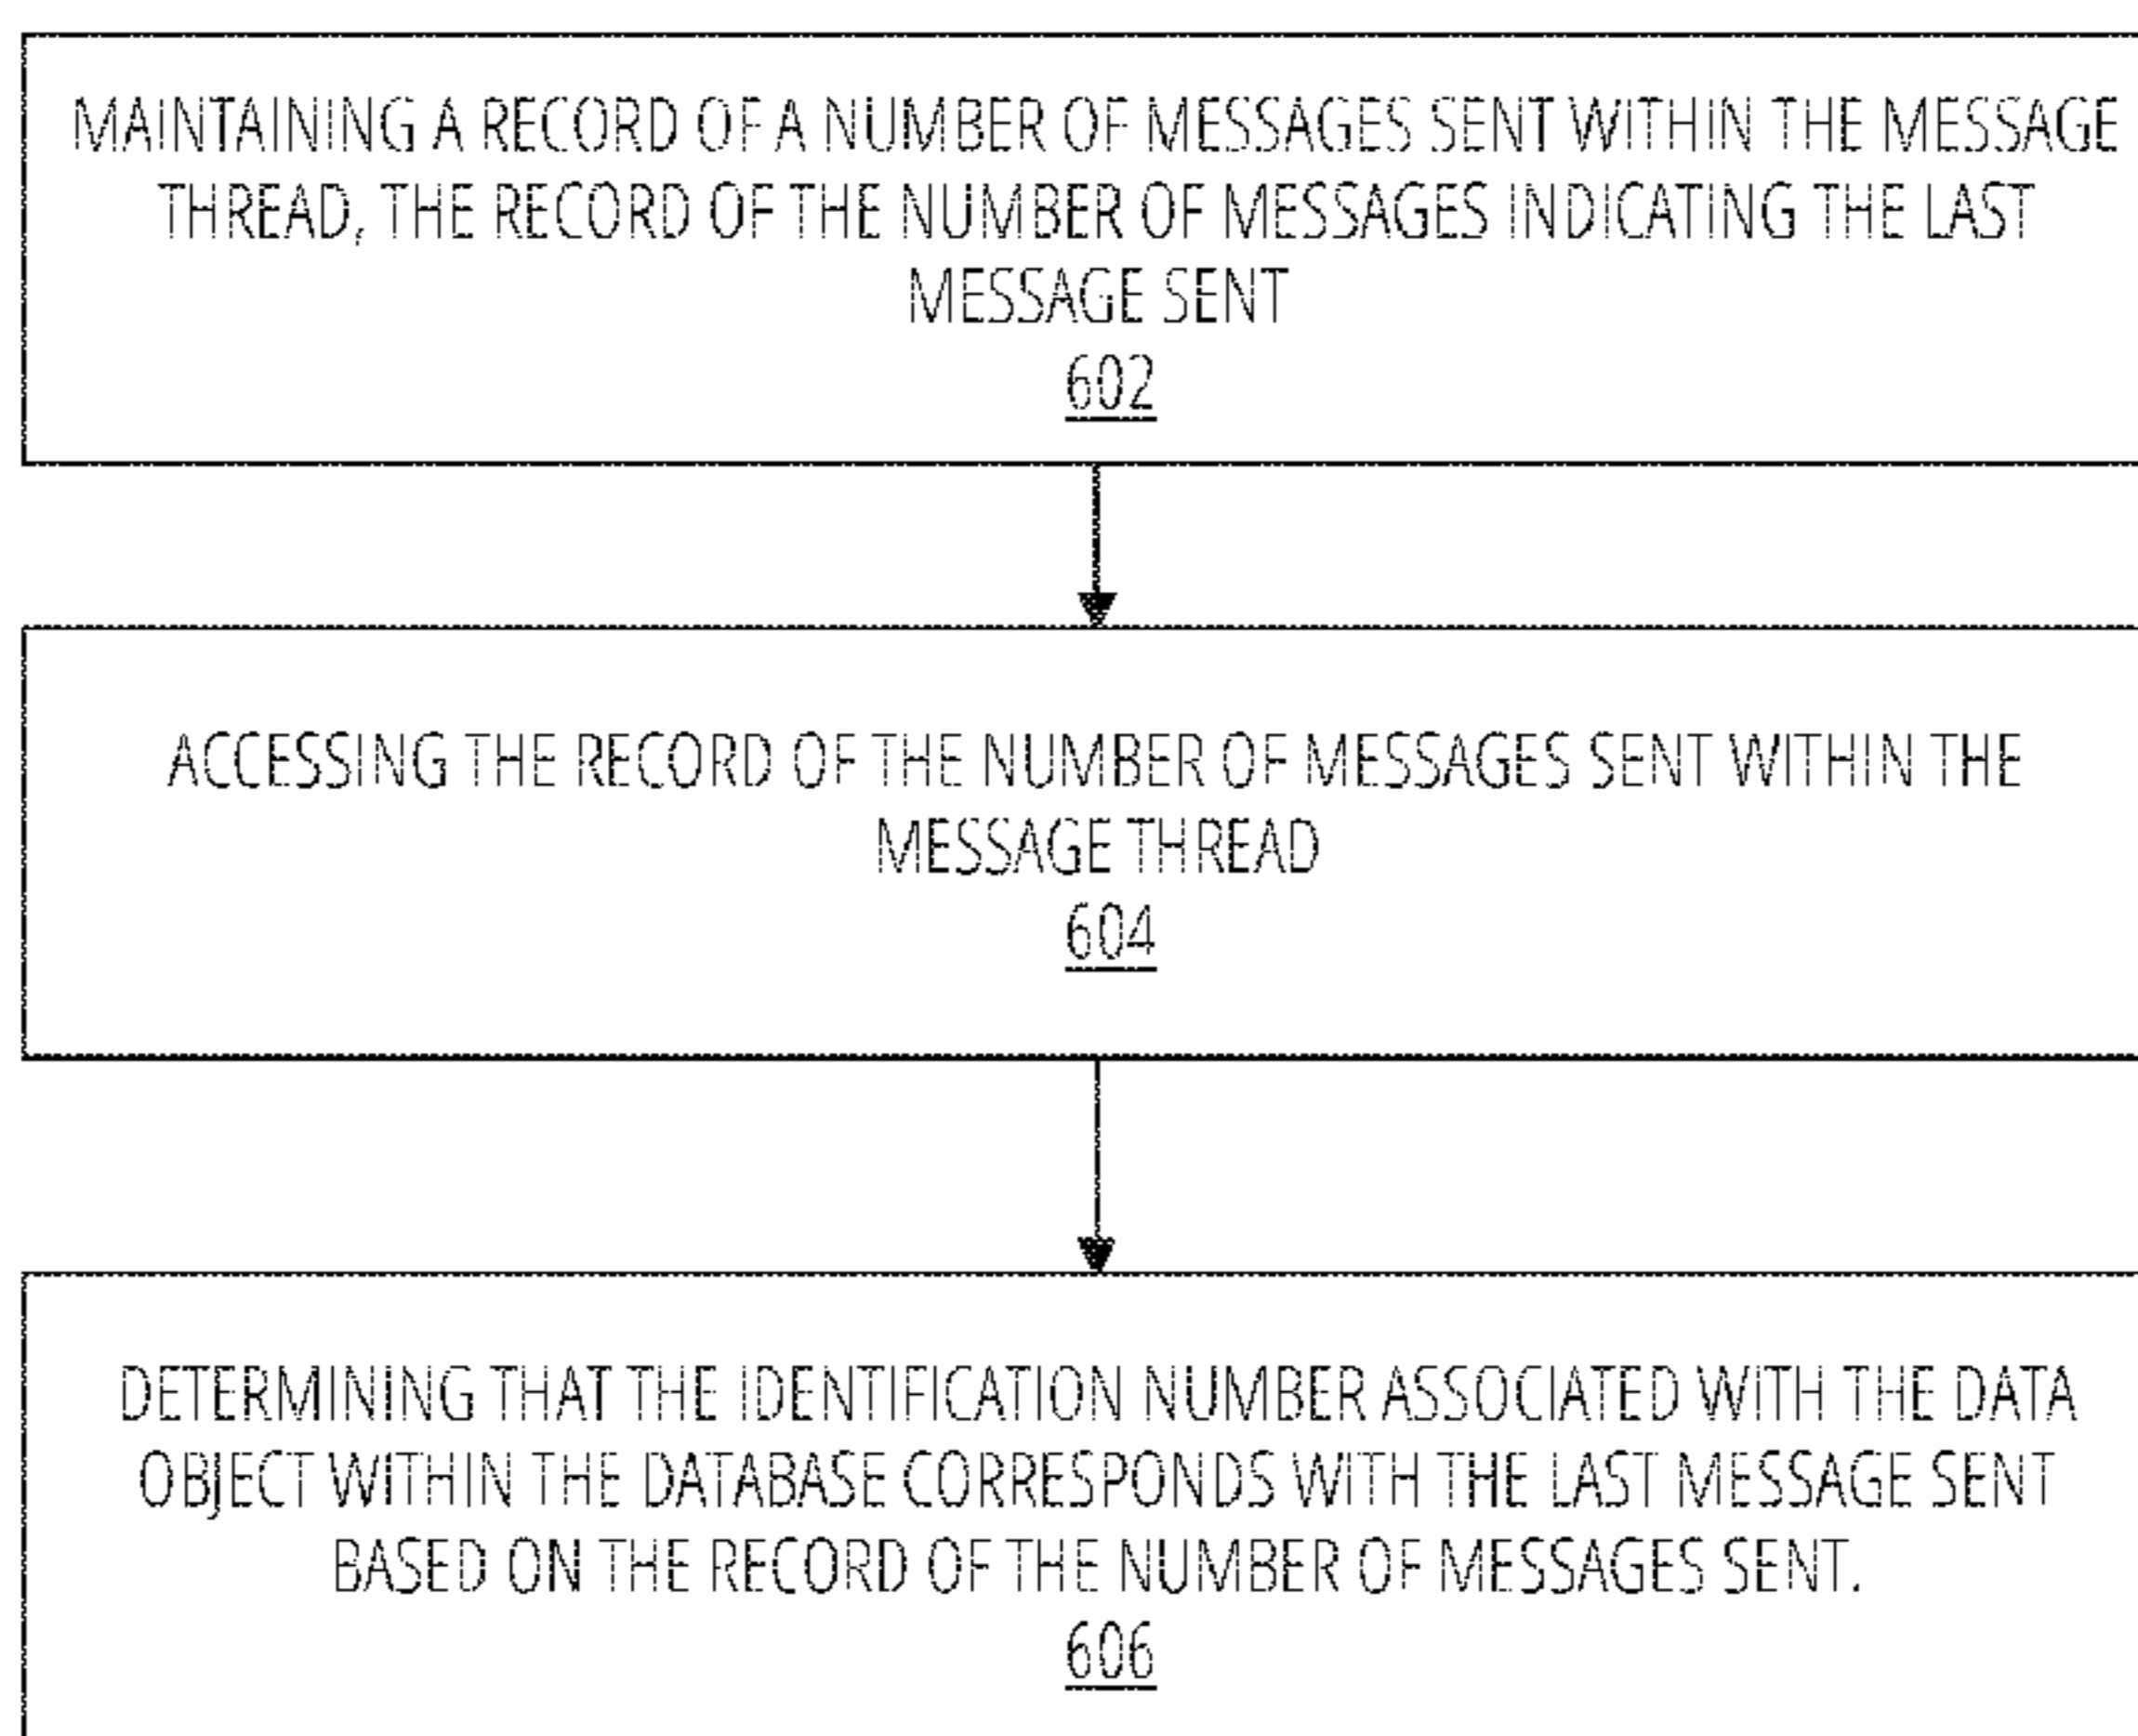 MAINTAINING A RECORD OF A NUMBER OF MESSAGES SENT WITHIN THE MESSAGE
THREAD, THE RECORD OF THE NUMBER OF MESSAGES INDICATING THE LAST
MESSAGE SENT
602
ACCESSING THE RECORD OF THE NUMBER OF MESSAGES SENT WITHIN THE
MESSAGE THREAD
604
DETERMINING THAT THE IDENTIFICATION NUMBER ASSOCIATED WITH THE DATA
OBJECT WITHIN THE DATABASE CORRESPONDS WITH THE LAST MESSAGE SENT
BASED ON THE RECORD OF THE NUMBER OF MESSAGES SENT.
606